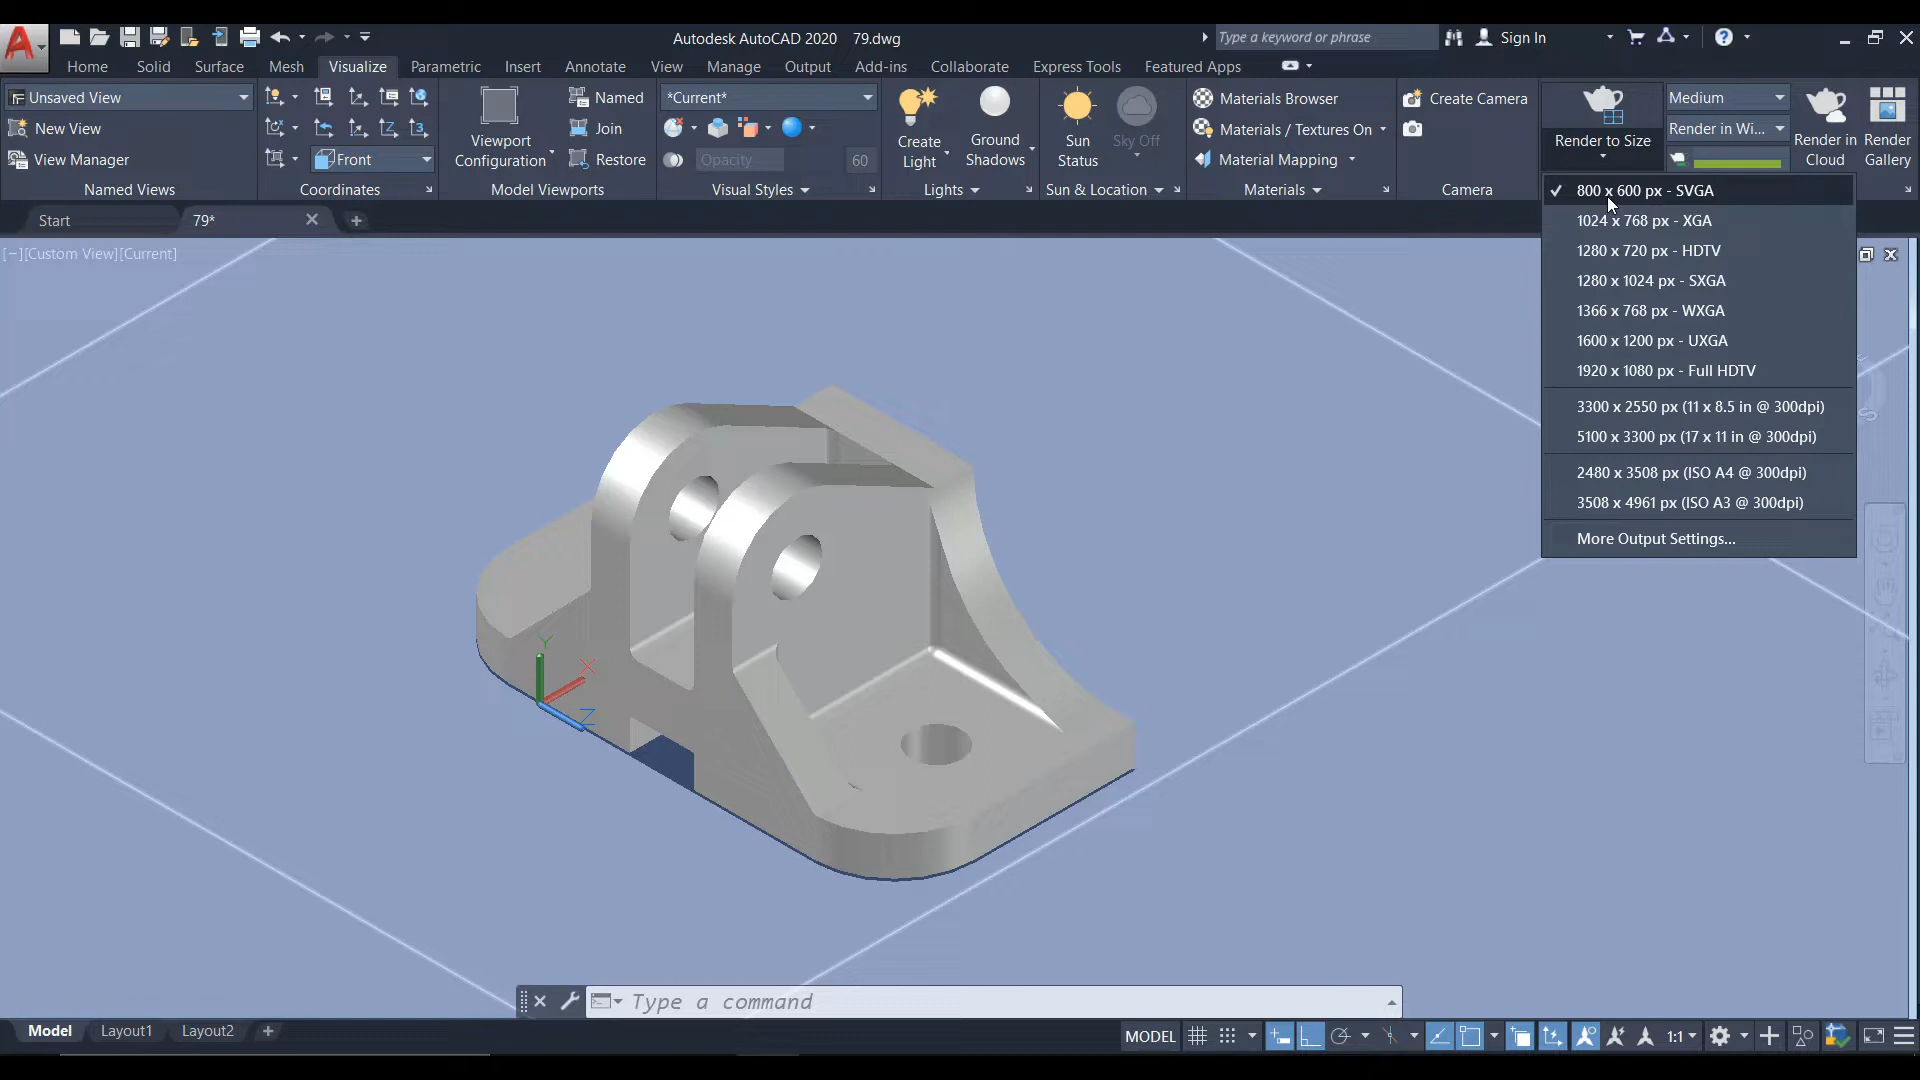 Autodesk AutoCAD 2020 79.dwg
Type a keyword or phrase
Sign In
Home Solid Surface Mesh Visualize Parametric Insert Annotate View Manage Output Add-ins Collaborate Express Tools Featured Apps
Unsaved View
New View
View Manager
Named Views
Front
Coordinates
Viewport
Configuration
Named
Join
Restore
Model Viewports
*Current*
Opacity 60
Visual Styles
Create
Light
Ground
Shadows
Lights
Sun
Status
Sky Off
Sun & Location
Materials Browser
Materials / Textures On
Material Mapping
Materials
Create Camera
Camera
Render to Size
Medium
Render in Wi...
Render in
Cloud
Render
Gallery
800 x 600 px - SVGA
1024 x 768 px - XGA
1280 x 720 px - HDTV
1280 x 1024 px - SXGA
1366 x 768 px - WXGA
1600 x 1200 px - UXGA
1920 x 1080 px - Full HDTV
3300 x 2550 px (11 x 8.5 in @ 300dpi)
5100 x 3300 px (17 x 11 in @ 300dpi)
2480 x 3508 px (ISO A4 @ 300dpi)
3508 x 4961 px (ISO A3 @ 300dpi)
More Output Settings...
Start
79*
[−][Custom View][Current]
S
Y
X
Z
Type a command
Model Layout1 Layout2
MODEL
1:1